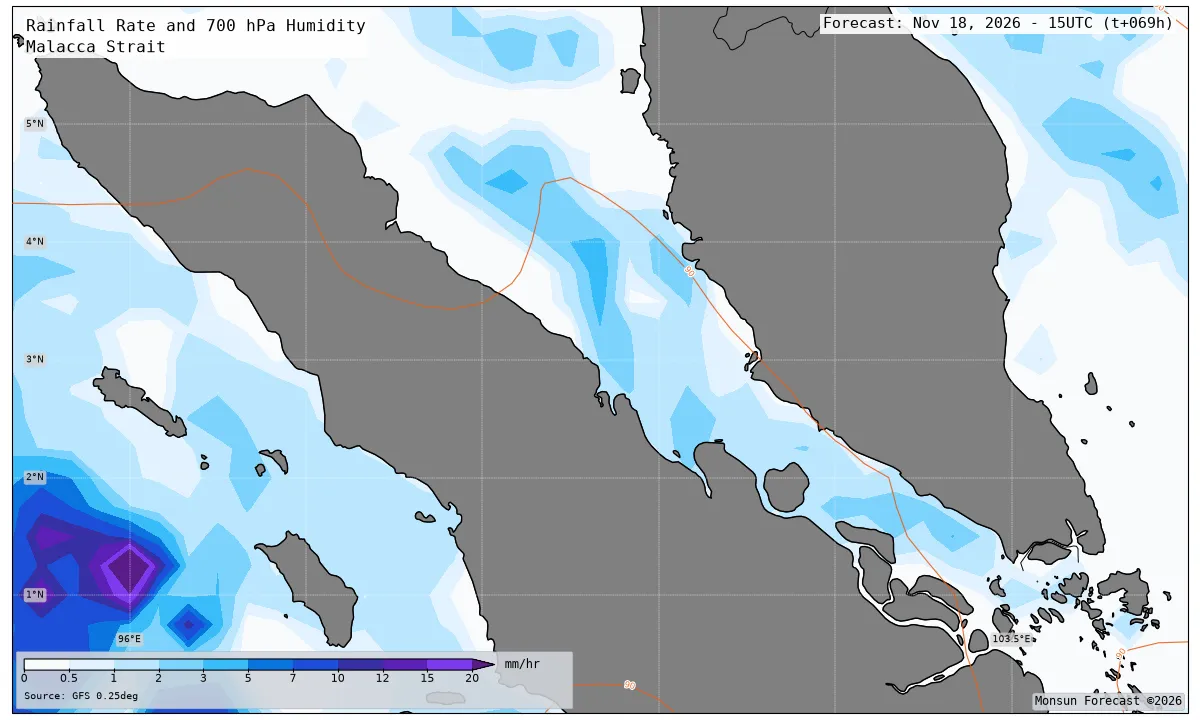 Rainfall Rate and 700 hPa Humidity
Malacca Strait
Forecast: Nov 18, 2026 - 15UTC (t+069h)
5°N
4°N
90
3°N
2°N
1°N
96°E
103.5°E
90
90
mm/hr
0 0.5 1 2 3 5 7 10 12 15 20
Source: GFS 0.25deg
Monsun Forecast ©2026